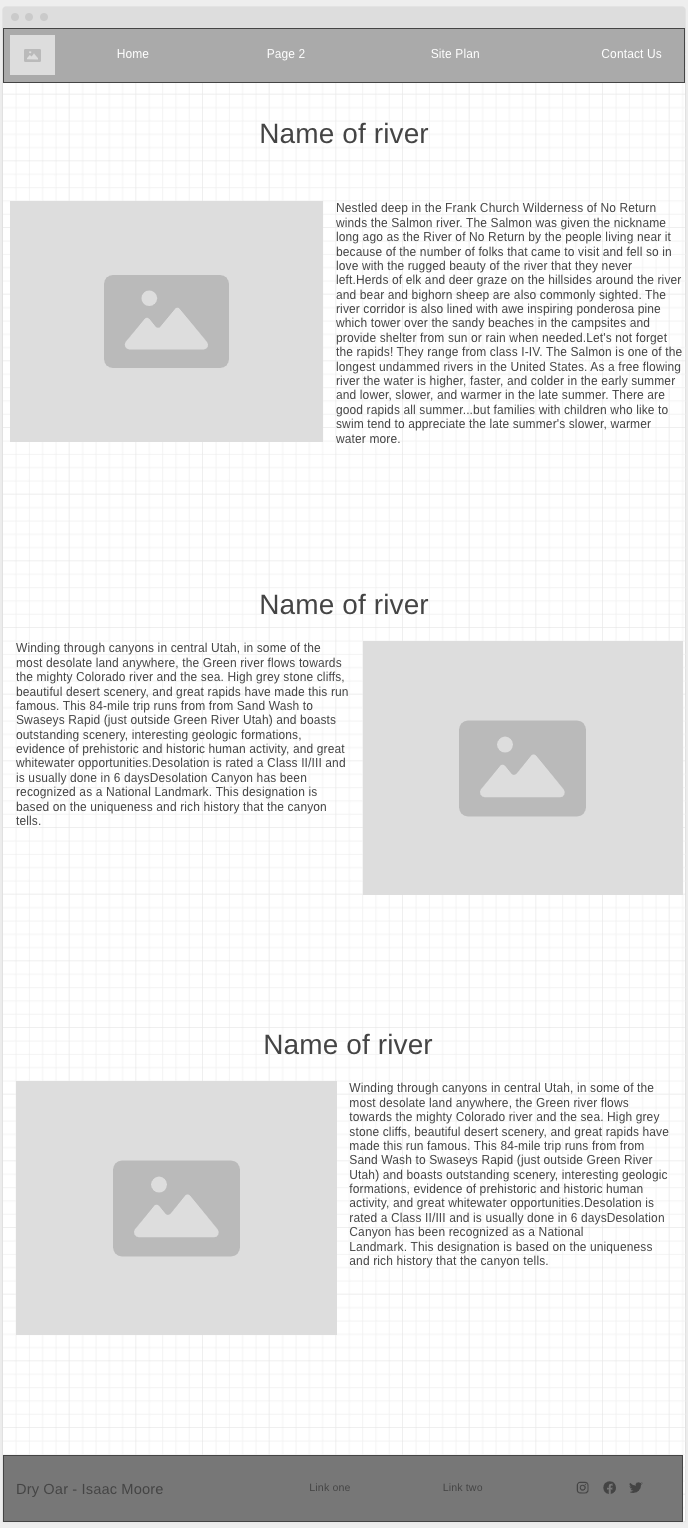 Home Page 2 Site Plan Contact Us
Name of river
Nestled deep in the Frank Church Wilderness of No Return
winds the Salmon river. The Salmon was given the nickname
long ago as the River of No Return by the people living near it
because of the number of folks that came to visit and fell so in
love with the rugged beauty of the river that they never
left.Herds of elk and deer graze on the hillsides around the river
and bear and bighorn sheep are also commonly sighted. The
river corridor is also lined with awe inspiring ponderosa pine
which tower over the sandy beaches in the campsites and
provide shelter from sun or rain when needed.Let's not forget
the rapids! They range from class I-IV. The Salmon is one of the
longest undammed rivers in the United States. As a free flowing
river the water is higher, faster, and colder in the early summer
and lower, slower, and warmer in the late summer. There are
good rapids all summer...but families with children who like to
swim tend to appreciate the late summer's slower, warmer
water more.
Name of river
Winding through canyons in central Utah, in some of the
most desolate land anywhere, the Green river flows towards
the mighty Colorado river and the sea. High grey stone cliffs,
beautiful desert scenery, and great rapids have made this run
famous. This 84-mile trip runs from from Sand Wash to
Swaseys Rapid (just outside Green River Utah) and boasts
outstanding scenery, interesting geologic formations,
evidence of prehistoric and historic human activity, and great
whitewater opportunities.Desolation is rated a Class II/III and
is usually done in 6 daysDesolation Canyon has been
recognized as a National Landmark. This designation is
based on the uniqueness and rich history that the canyon
tells.
Name of river
Winding through canyons in central Utah, in some of the
most desolate land anywhere, the Green river flows
towards the mighty Colorado river and the sea. High grey
stone cliffs, beautiful desert scenery, and great rapids have
made this run famous. This 84-mile trip runs from from
Sand Wash to Swaseys Rapid (just outside Green River
Utah) and boasts outstanding scenery, interesting geologic
formations, evidence of prehistoric and historic human
activity, and great whitewater opportunities.Desolation is
rated a Class II/III and is usually done in 6 daysDesolation
Canyon has been recognized as a National
Landmark. This designation is based on the uniqueness
and rich history that the canyon tells.
Dry Oar - Isaac Moore Link one Link two